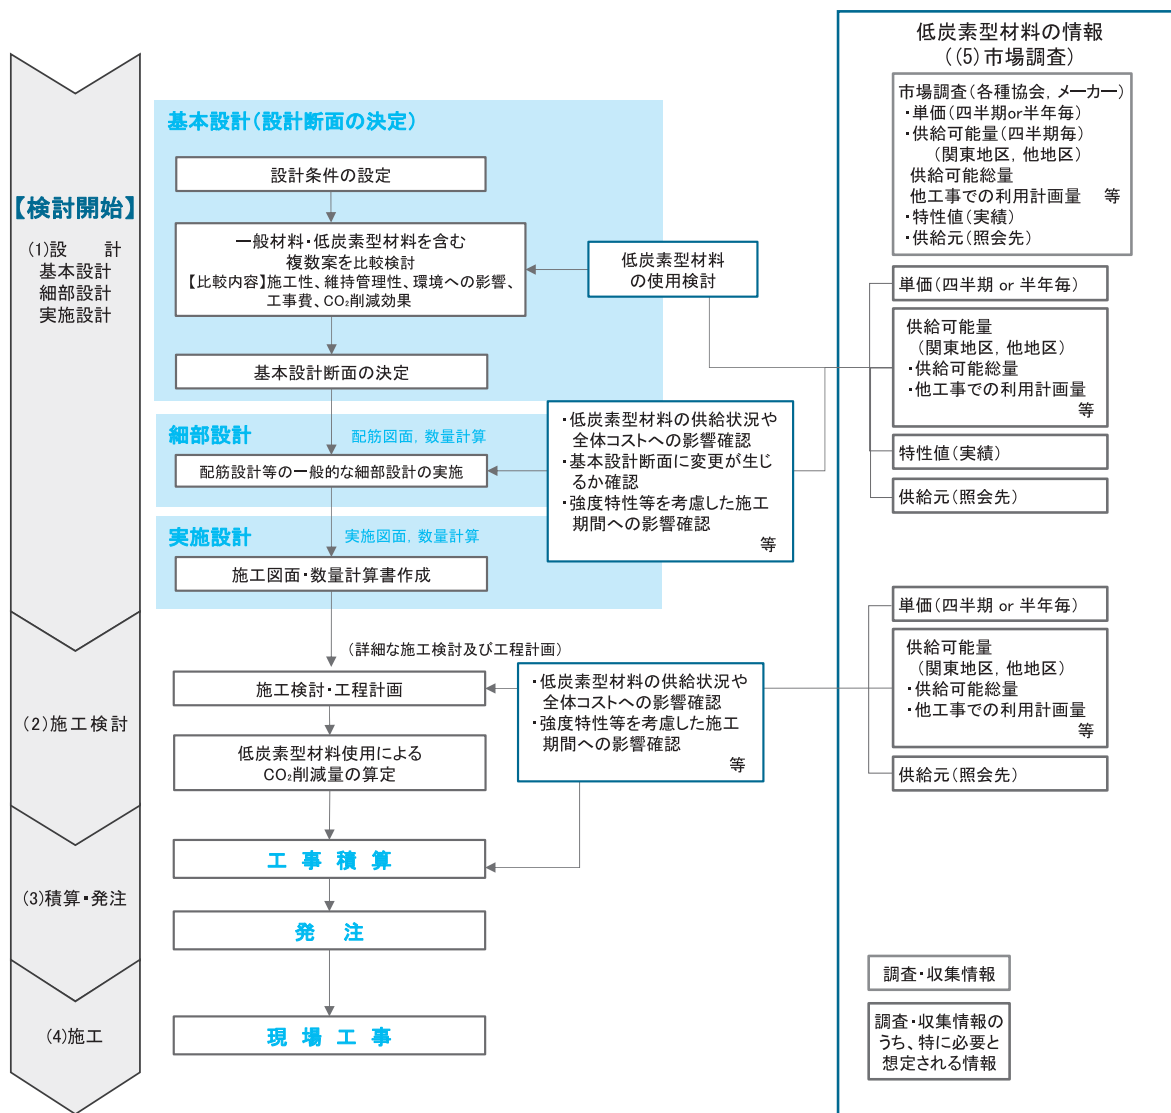 【検討開始】
(1)設　計
基本設計
細部設計
実施設計
(2)施工検討
(3)積算・発注
(4)施工
基本設計(設計断面の決定)
設計条件の設定
一般材料・低炭素型材料を含む
複数案を比較検討
【比較内容】施工性、維持管理性、環境への影響、
工事費、CO₂削減効果
基本設計断面の決定
低炭素型材料
の使用検討
細部設計
配筋図面, 数量計算
配筋設計等の一般的な細部設計の実施
・低炭素型材料の供給状況や
全体コストへの影響確認
・基本設計断面に変更が生じ
るか確認
・強度特性等を考慮した施工
期間への影響確認
等
実施設計
実施図面, 数量計算
施工図面・数量計算書作成
(詳細な施工検討及び工程計画)
施工検討・工程計画
・低炭素型材料の供給状況や
全体コストへの影響確認
・強度特性等を考慮した施工
期間への影響確認
等
低炭素型材料使用による
CO₂削減量の算定
工事積算
発注
現場工事
低炭素型材料の情報
((5)市場調査)
市場調査(各種協会, メーカー)
・単価(四半期or半年毎)
・供給可能量(四半期毎)
(関東地区, 他地区)
供給可能総量
他工事での利用計画量　等
・特性値(実績)
・供給元(照会先)
単価(四半期 or 半年毎)
供給可能量
(関東地区, 他地区)
・供給可能総量
・他工事での利用計画量
等
特性値(実績)
供給元(照会先)
単価(四半期 or 半年毎)
供給可能量
(関東地区, 他地区)
・供給可能総量
・他工事での利用計画量
等
供給元(照会先)
調査・収集情報
調査・収集情報の
うち、特に必要と
想定される情報